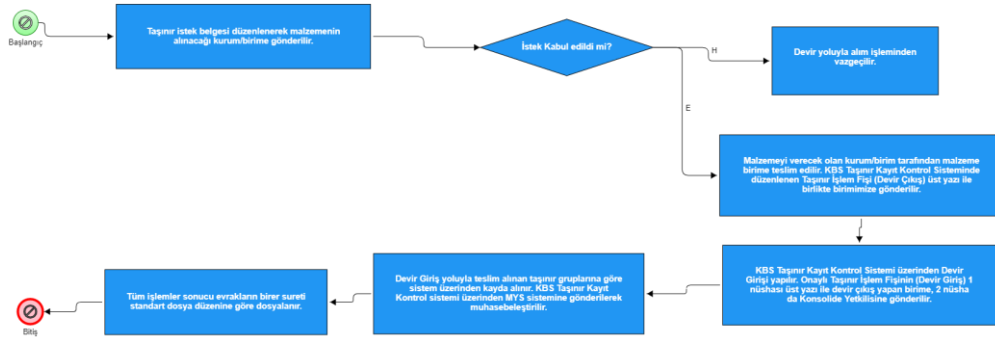 Başlangıç
Taşınır istek belgesi düzenlenerek malzemenin
alınacağı kurum/birime gönderilir.
İstek Kabul edildi mi?
H
Devir yoluyla alım işleminden
vazgeçilir.
E
Malzemeyi verecek olan kurum/birim tarafından malzeme
birime teslim edilir. KBS Taşınır Kayıt Kontrol Sisteminde
düzenlenen Taşınır İşlem Fişi (Devir Çıkış) üst yazı ile
birlikte birimimize gönderilir.
KBS Taşınır Kayıt Kontrol Sistemi üzerinden Devir
Girişi yapılır. Onaylı Taşınır İşlem Fişinin (Devir Girişi) 1
nüshası üst yazı ile devir çıkış yapan birime, 2 nüsha
da Konsolide Yetkilisine gönderilir.
Devir Giriş yoluyla teslim alınan taşınır gruplarına göre
sistem üzerinden kayda alınır. KBS Taşınır Kayıt
Kontrol sistemi üzerinden MYS sistemine gönderilerek
muhasebeleştirilir.
Tüm işlemler sonucu evrakların birer sureti
standart dosya düzenine göre dosyalanır.
Bitiş